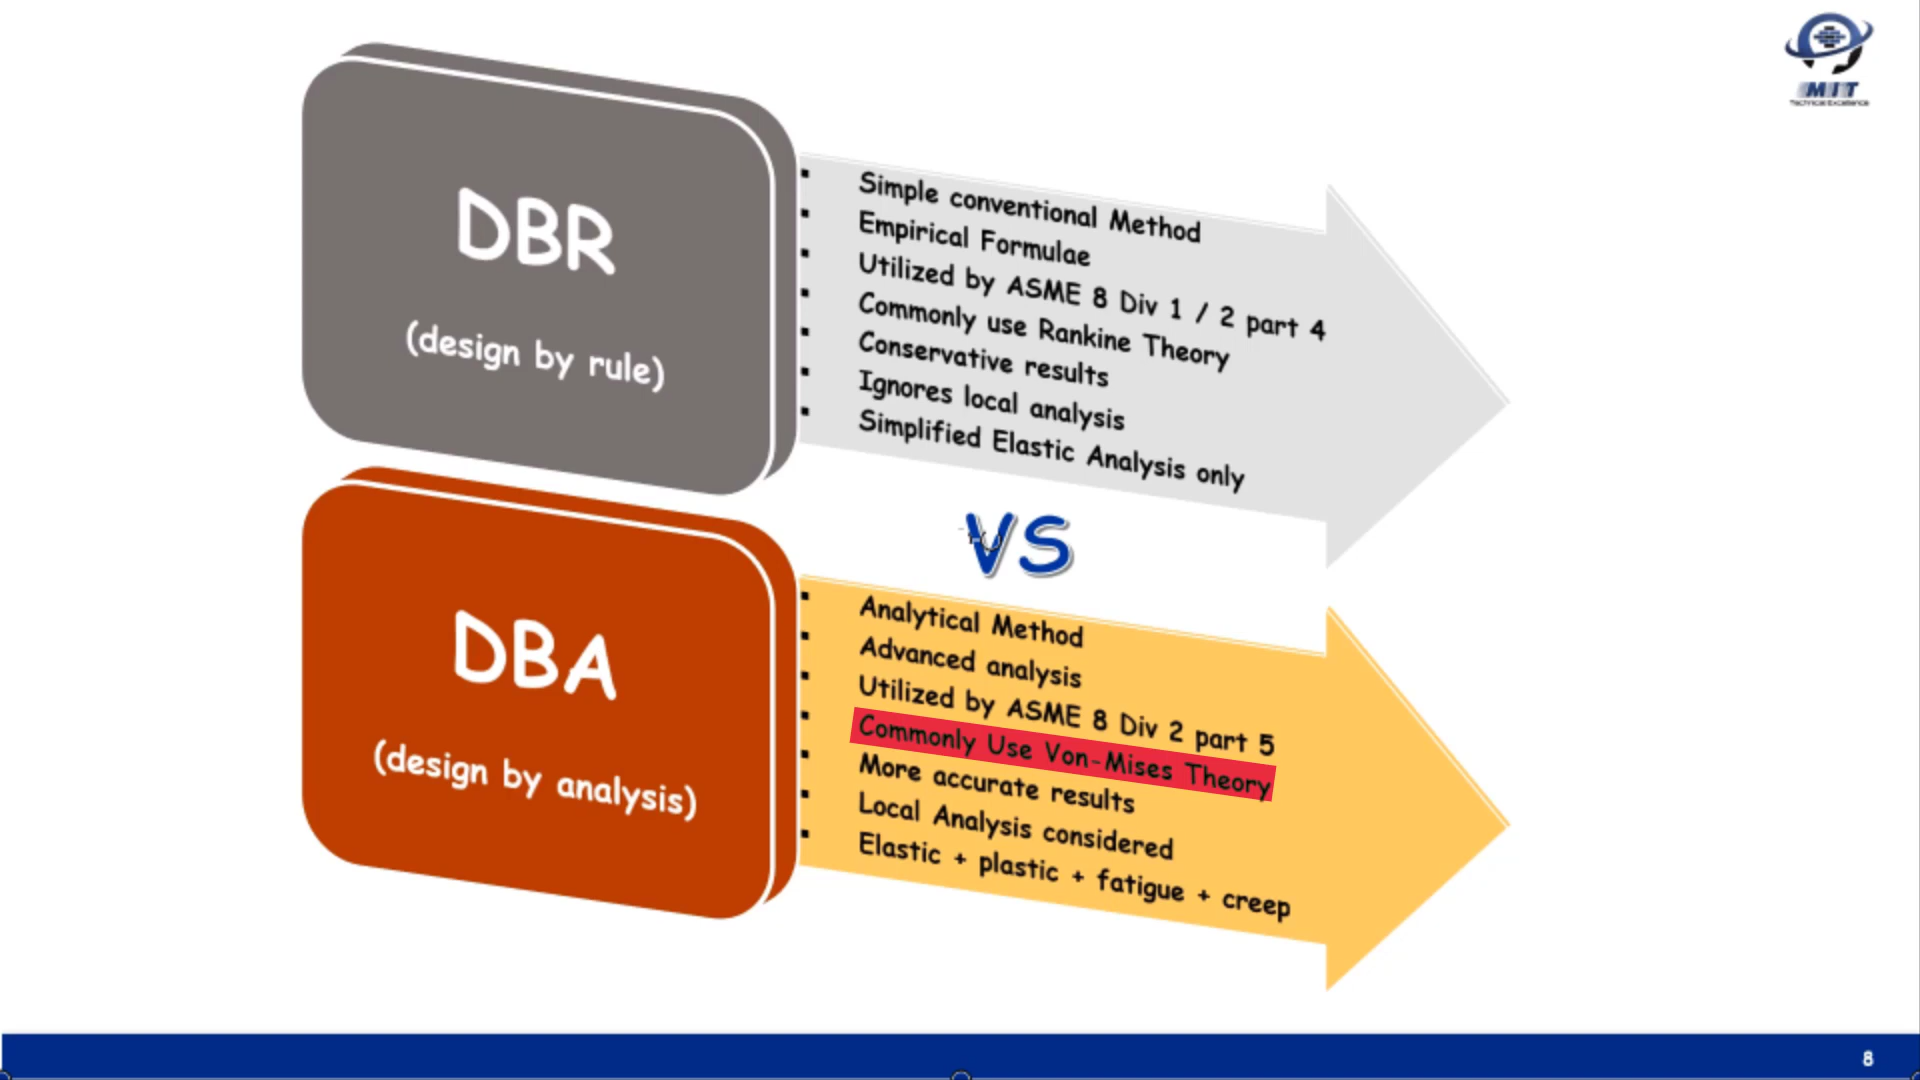 MIT
Technical Excellence
DBR
(design by rule)
Simple conventional Method
Empirical Formulae
Utilized by ASME 8 Div 1 / 2 part 4
Commonly use Rankine Theory
Conservative results
Ignores local analysis
Simplified Elastic Analysis only
VS
DBA
(design by analysis)
Analytical Method
Advanced analysis
Utilized by ASME 8 Div 2 part 5
Commonly Use Von-Mises Theory
More accurate results
Local Analysis considered
Elastic + plastic + fatigue + creep
8